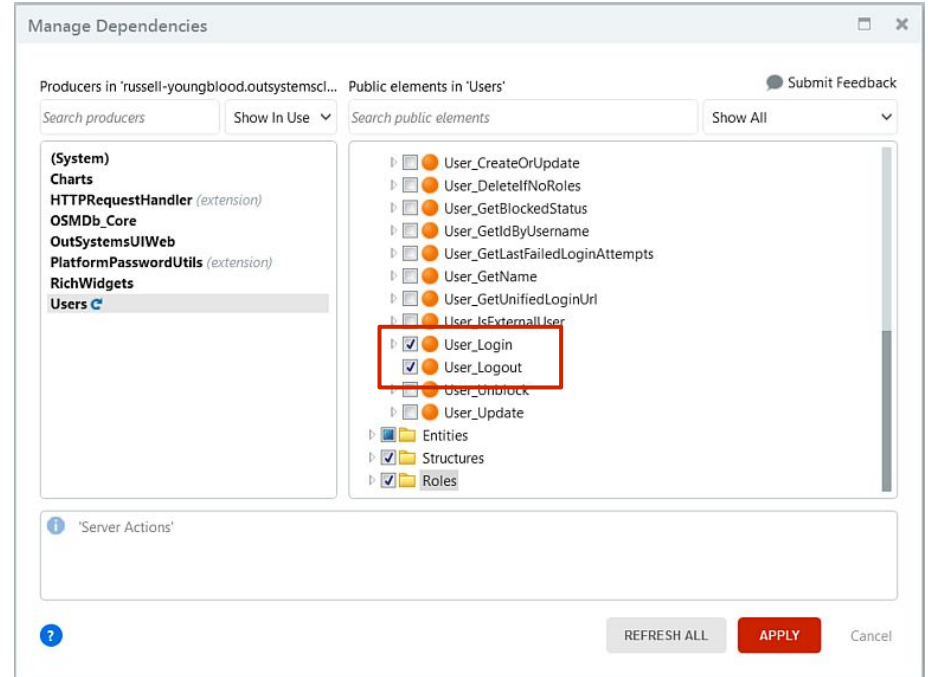 Manage Dependencies
Producers in 'russell-youngblood.outsystemscl...
Public elements in 'Users'
Submit Feedback
Search producers
Show In Use
Search public elements
Show All
(System)
Charts
HTTPRequestHandler (extension)
OSMDb_Core
OutSystemsUIWeb
PlatformPasswordUtils (extension)
RichWidgets
Users
User_CreateOrUpdate
User_DeleteIfNoRoles
User_GetBlockedStatus
User_GetIdByUsername
User_GetLastFailedLoginAttempts
User_GetName
User_GetUnifiedLoginUrl
User_IsExternalUser
User_Login
User_Logout
User_Unblock
User_Update
Entities
Structures
Roles
'Server Actions'
REFRESH ALL
APPLY
Cancel